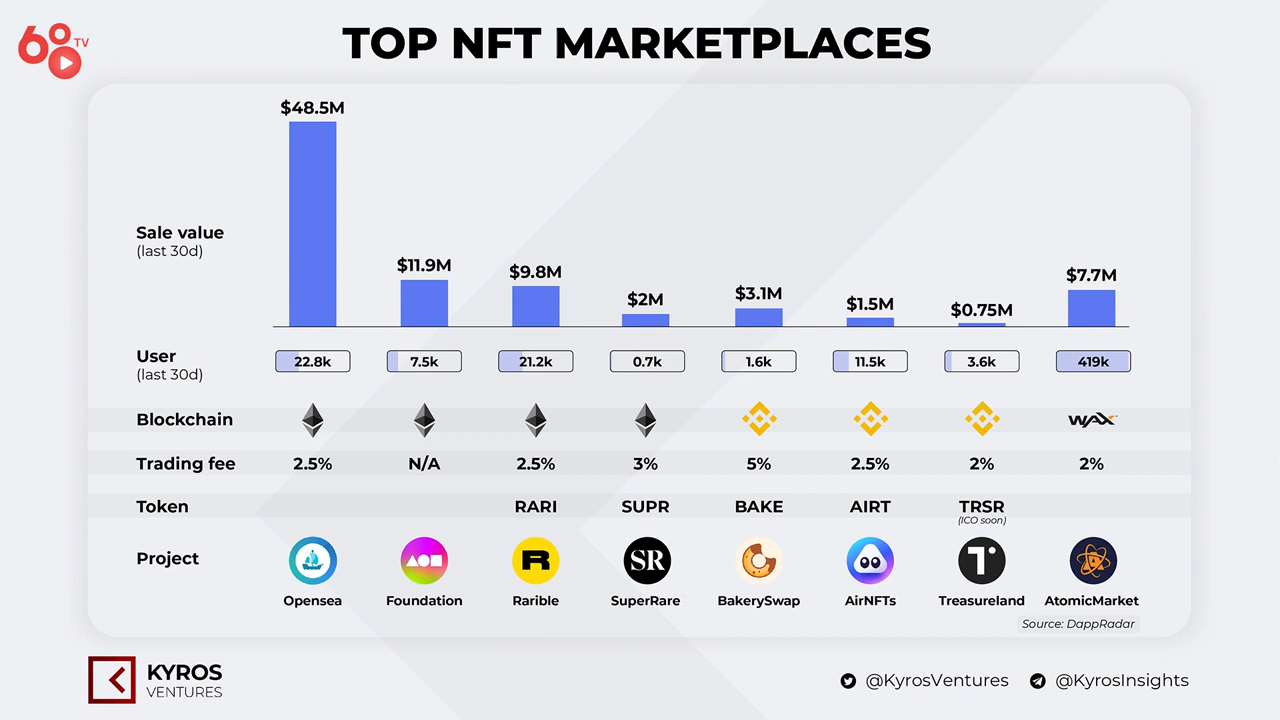 68 TV
TOP NFT MARKETPLACES
$48.5M
$11.9M
$9.8M
$2M
$3.1M
$1.5M
$0.75M
$7.7M
Sale value
(last 30d)
User
(last 30d)
22.8k 7.5k 21.2k 0.7k 1.6k 11.5k 3.6k 419k
Blockchain
WAX
Trading fee 2.5% N/A 2.5% 3% 5% 2.5% 2% 2%
Token RARI SUPR BAKE AIRT TRSR
(ICO soon)
Project
R
SR
Opensea Foundation Rarible SuperRare BakerySwap AirNFTs Treasureland AtomicMarket
Source: DappRadar
KYROS
VENTURES
@KyrosVentures @KyrosInsights